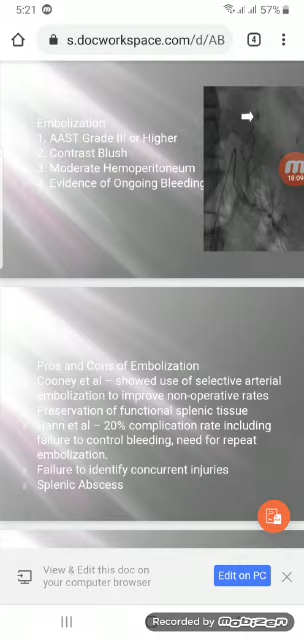 5:21
57%
s.docworkspace.com/d/AB
4
Embolization
1. AAST Grade III or Higher
2. Contrast Blush
3. Moderate Hemoperitoneum
4. Evidence of Ongoing Bleeding
18:09
Pros and Cons of Embolization
Cooney et al – showed use of selective arterial
embolization to improve non-operative rates
Preservation of functional splenic tissue
Hann et al – 20% complication rate including
failure to control bleeding, need for repeat
embolization.
Failure to identify concurrent injuries
Splenic Abscess
View & Edit this doc on
your computer browser
Edit on PC
Recorded by mobizen